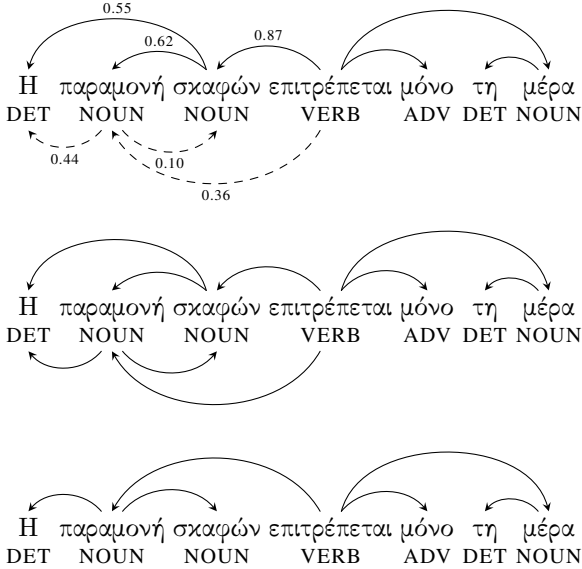 0.55
0.62 0.87
Η παραμονή σκαφών επιτρέπεται μόνο τη μέρα
DET NOUN NOUN VERB ADV DET NOUN
0.44 0.10
0.36
Η παραμονή σκαφών επιτρέπεται μόνο τη μέρα
DET NOUN NOUN VERB ADV DET NOUN
Η παραμονή σκαφών επιτρέπεται μόνο τη μέρα
DET NOUN NOUN VERB ADV DET NOUN